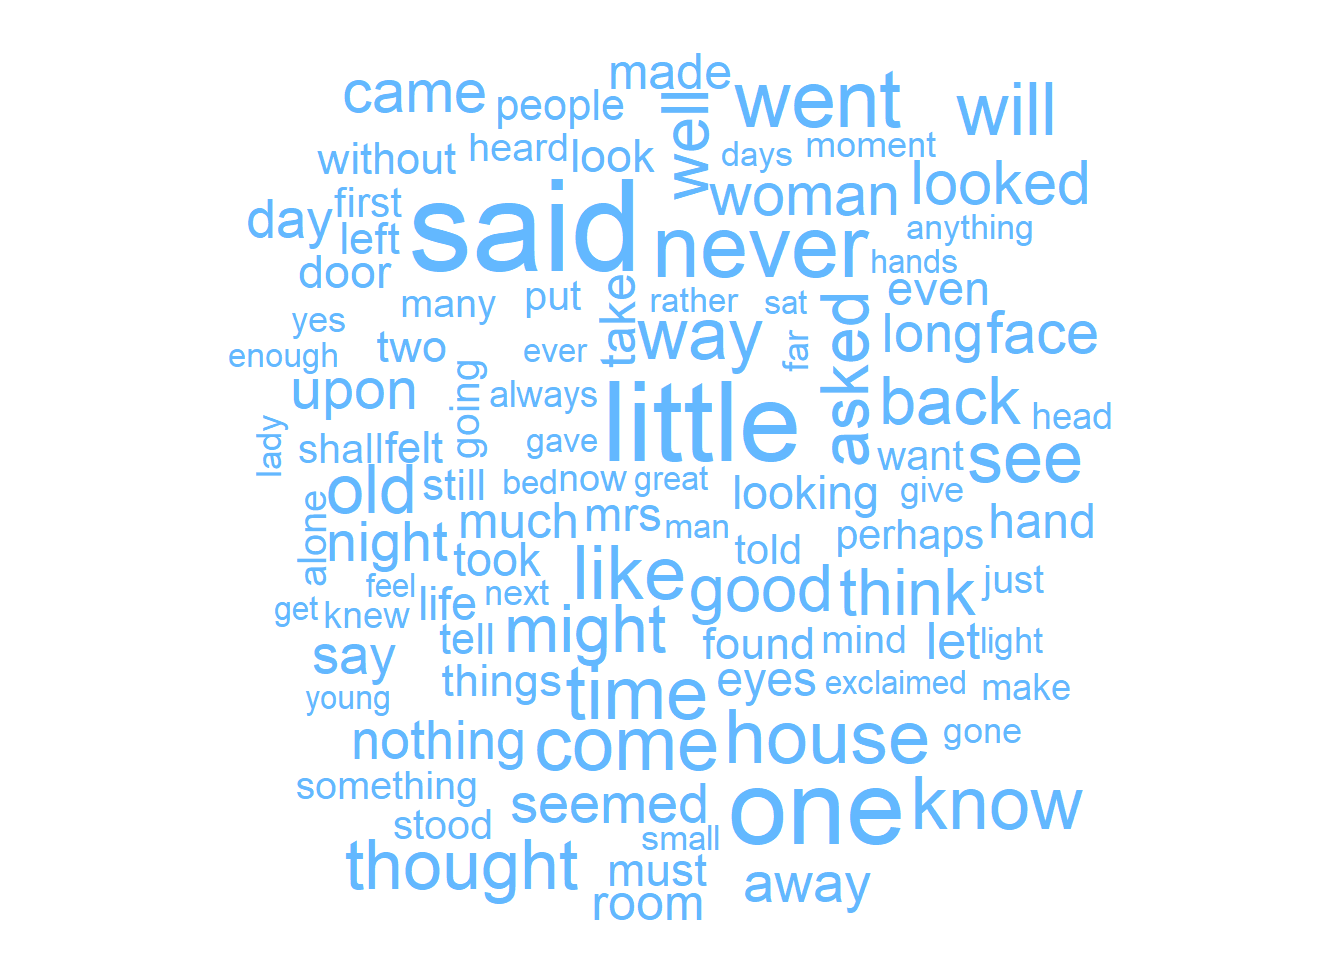 made
came people well went will
without heard look days moment
day first said woman looked
left never anything
door hands
many put take rather sat asked even
yes two ever way far long face
enough
upon going always little back head
lady shall felt gave want see
old still bed now great looking give
alone night much mrs man told perhaps hand
took like good think just
feel life next
get knew might
say tell found mind let light
young things time eyes exclaimed make
nothing come house gone
something seemed one know
stood small
thought must away
room